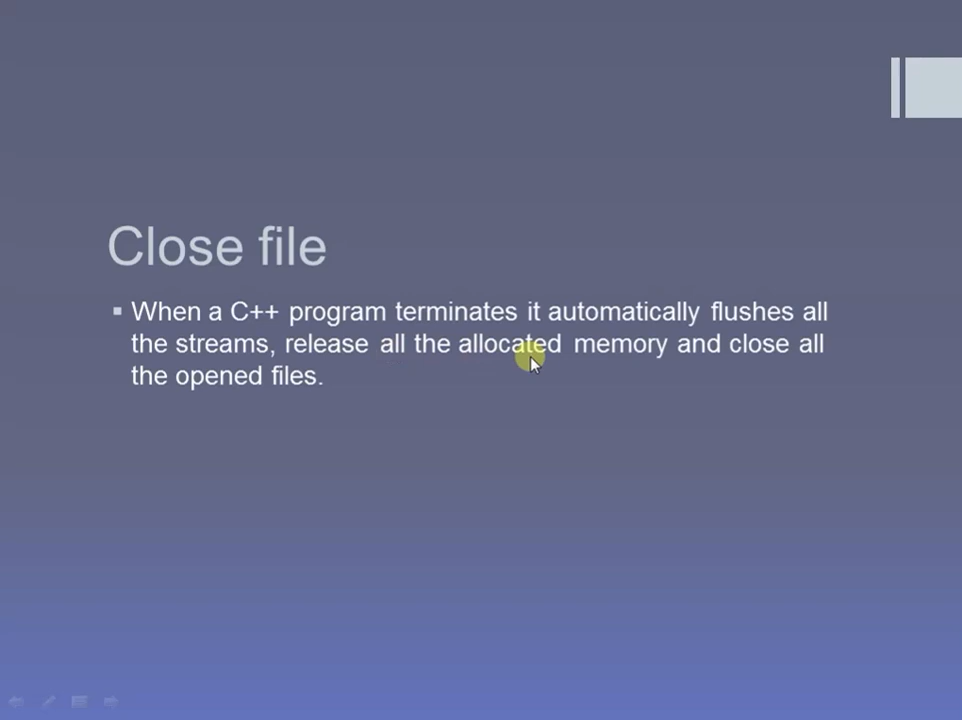 Close file
When a C++ program terminates it automatically flushes all
the streams, release all the allocated memory and close all
the opened files.